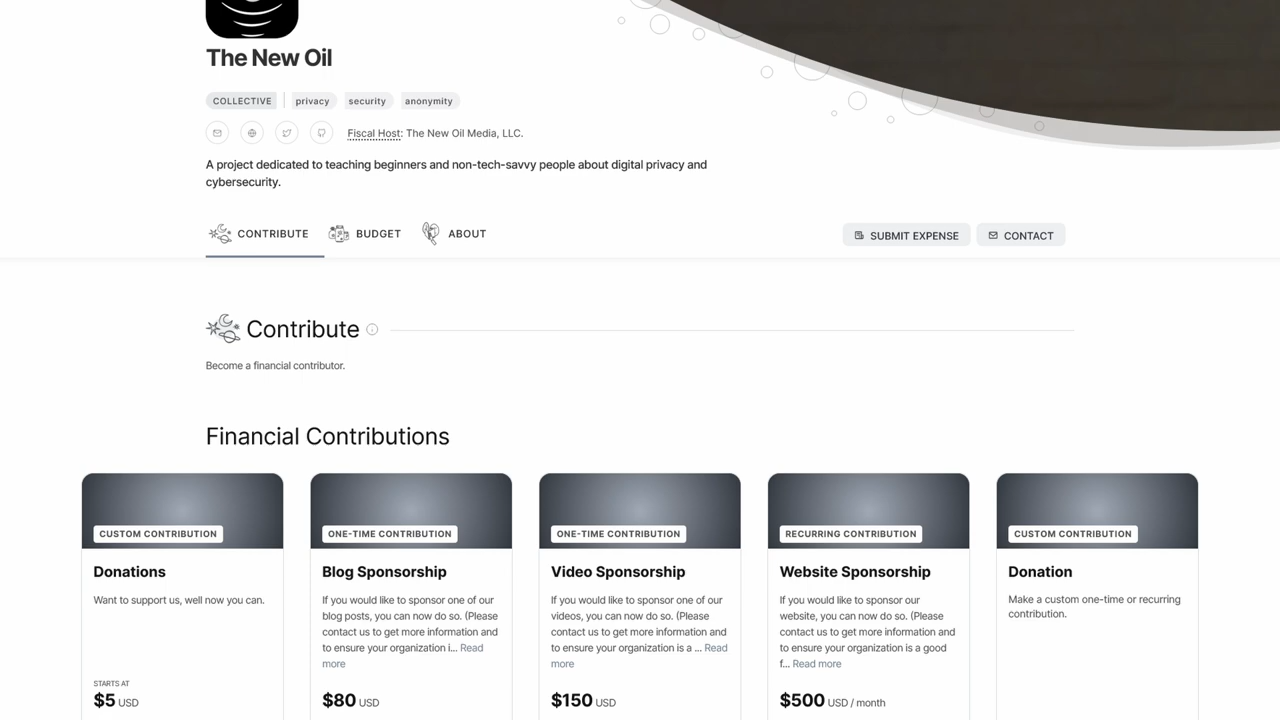 The New Oil
COLLECTIVE privacy security anonymity
Fiscal Host: The New Oil Media, LLC.
A project dedicated to teaching beginners and non-tech-savvy people about digital privacy and
cybersecurity.
CONTRIBUTE BUDGET ABOUT
SUBMIT EXPENSE CONTACT
Contribute
Become a financial contributor.
Financial Contributions
CUSTOM CONTRIBUTION
Donations
Want to support us, well now you can.
STARTS AT
$5 USD
ONE-TIME CONTRIBUTION
Blog Sponsorship
If you would like to sponsor one of our
blog posts, you can now do so. (Please
contact us to get more information and
to ensure your organization i... Read
more
$80 USD
ONE-TIME CONTRIBUTION
Video Sponsorship
If you would like to sponsor one of our
videos, you can now do so. (Please
contact us to get more information and
to ensure your organization is a ... Read
more
$150 USD
RECURRING CONTRIBUTION
Website Sponsorship
If you would like to sponsor our
website, you can now do so. (Please
contact us to get more information and
to ensure your organization is a good
f... Read more
$500 USD / month
CUSTOM CONTRIBUTION
Donation
Make a custom one-time or recurring
contribution.